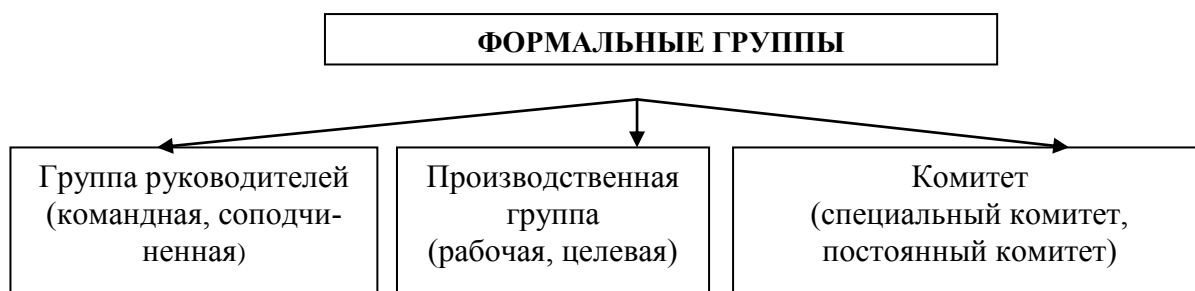 ФОРМАЛЬНЫЕ ГРУППЫ
Группа руководителей
(командная, соподчи-
ненная)
Производственная
группа
(рабочая, целевая)
Комитет
(специальный комитет,
постоянный комитет)